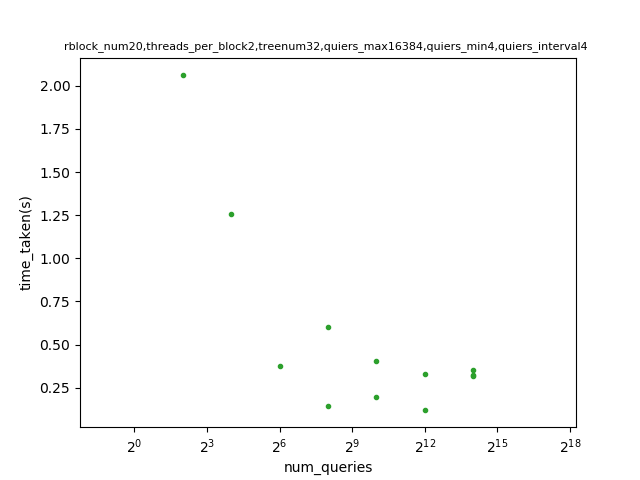 rblock_num20,threads_per_block2,treenum32,quiers_max16384,quiers_min4,quiers_interval4
2.00
1.75
1.50
1.25
1.00
0.75
0.50
0.25
time_taken(s)
2^0 2^3 2^6 2^9 2^12 2^15 2^18
num_queries